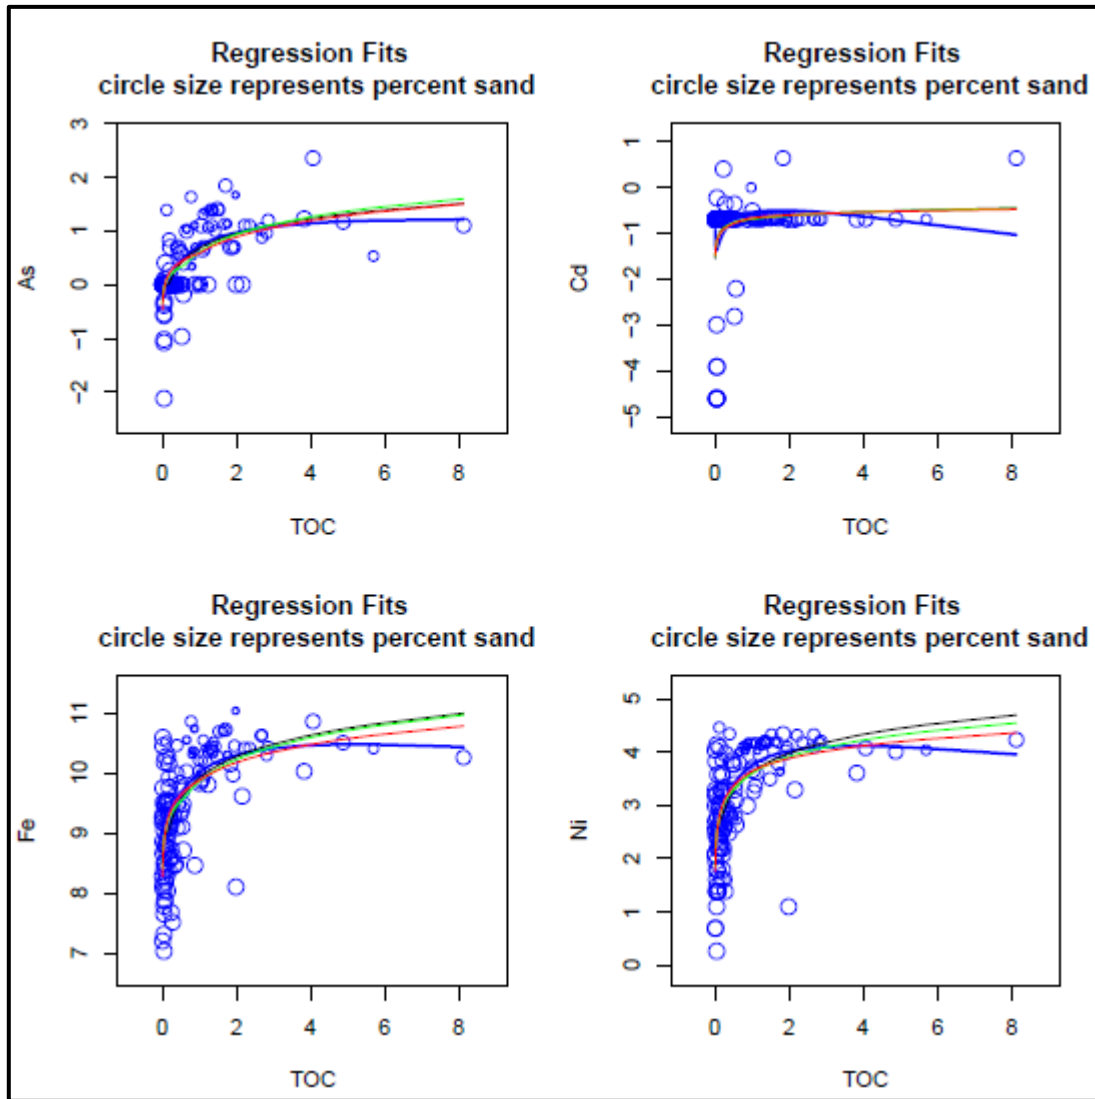 Regression Fits
circle size represents percent sand
3
2
1
0
−1
−2
As
0 2 4 6 8
TOC
Regression Fits
circle size represents percent sand
1
0
−1
−2
−3
−4
−5
Cd
0 2 4 6 8
TOC
Regression Fits
circle size represents percent sand
11
10
9
8
7
Fe
0 2 4 6 8
TOC
Regression Fits
circle size represents percent sand
5
4
3
2
1
0
Ni
0 2 4 6 8
TOC